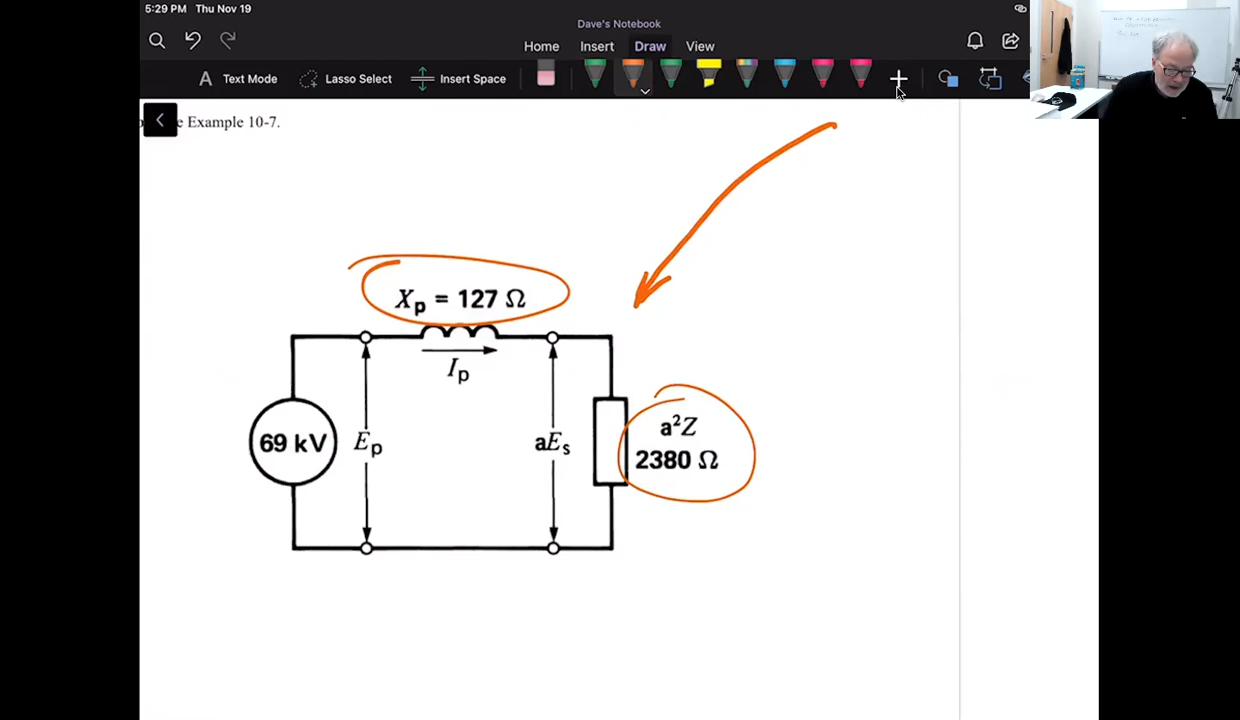 5:29 PM Thu Nov 19
Dave's Notebook
Home Insert Draw View
Text Mode Lasso Select Insert Space
e Example 10-7.
Xp = 127 Ω
Ip
69 kV
Ep
aEs
a²Z
2380 Ω